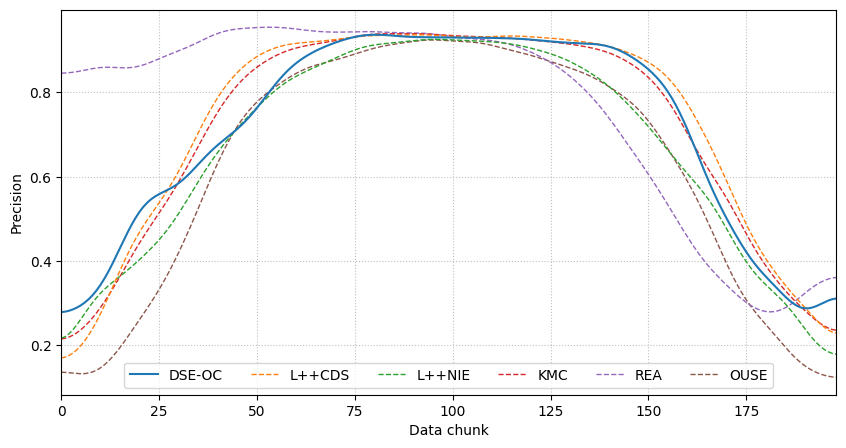 Precision
0.8
0.6
0.4
0.2
DSE-OC L++CDS L++NIE KMC REA OUSE
0 25 50 75 100 125 150 175
Data chunk